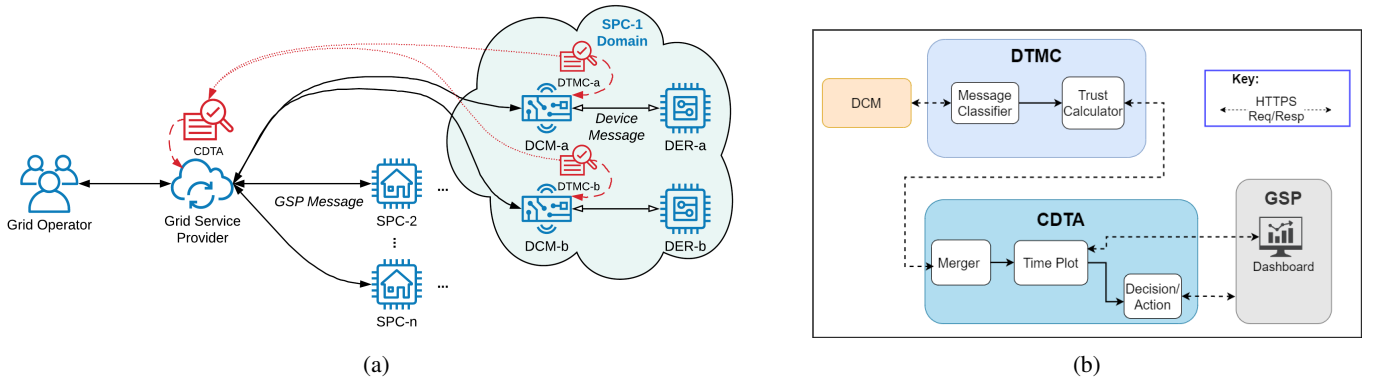 SPC-1
Domain
DTMC-a
CDTA
Device
Message
DCM-a
DER-a
DTMC-b
GSP Message
...
...
Grid Operator
Grid Service
Provider
SPC-2
DCM-b
DER-b
...
SPC-n
...
(a)
DTMC
Key:
DCM
Message
Classifier
Trust
Calculator
HTTPS
Req/Resp
CDTA
GSP
Merger
Time Plot
Dashboard
Decision/
Action
(b)